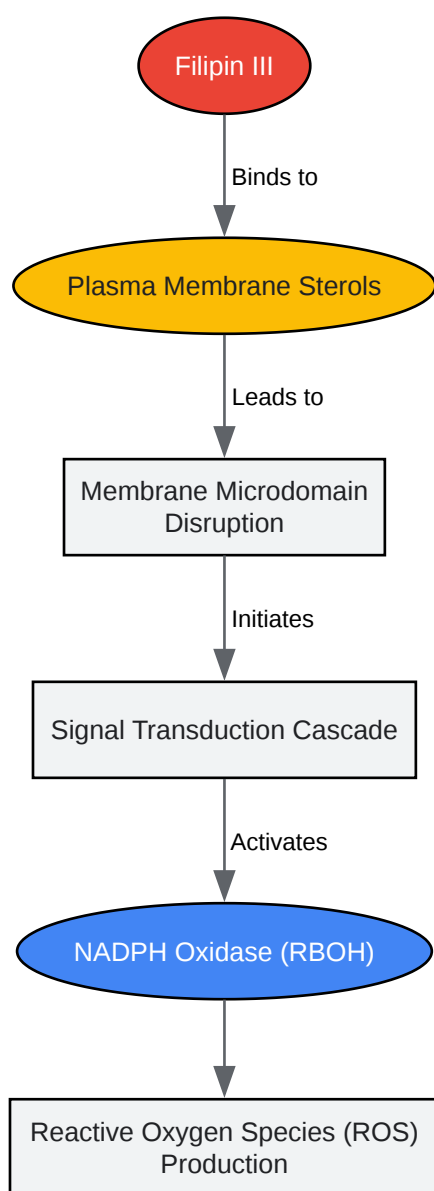 Filipin III
Binds to
Plasma Membrane Sterols
Leads to
Membrane Microdomain
Disruption
Initiates
Signal Transduction Cascade
Activates
NADPH Oxidase (RBOH)
Reactive Oxygen Species (ROS)
Production